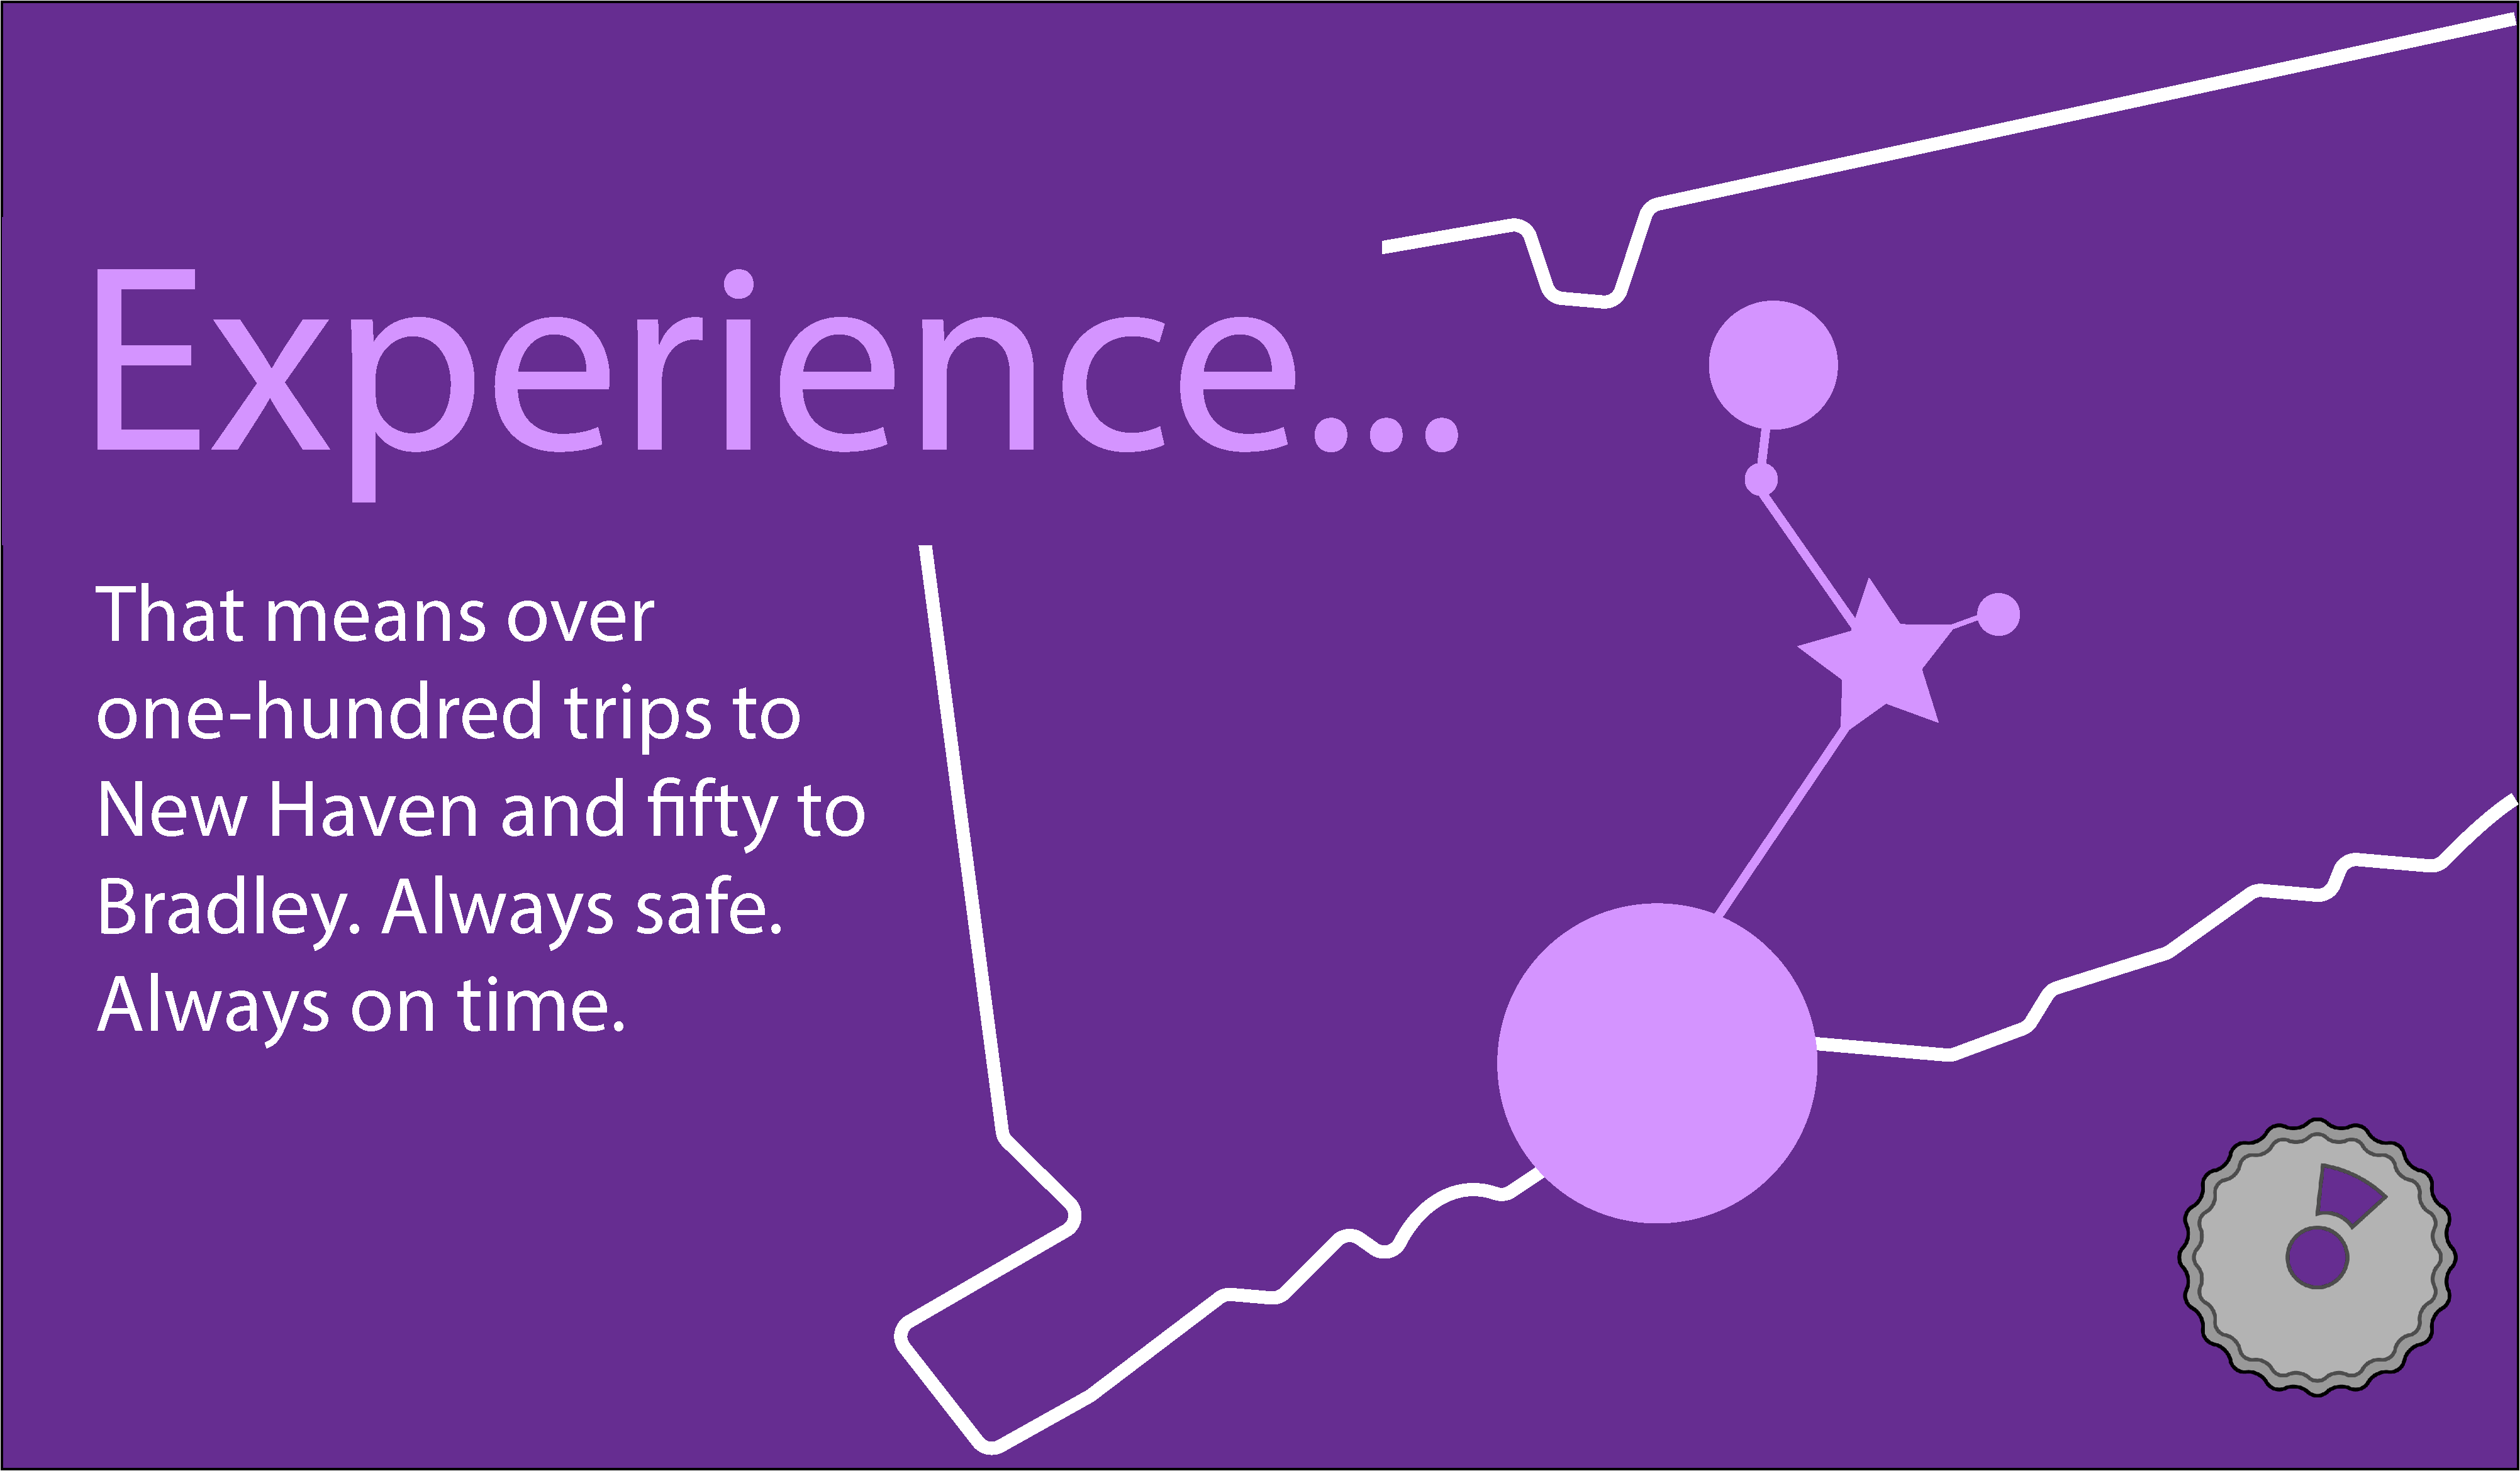 Experience...
That means over
one-hundred trips to
New Haven and fifty to
Bradley. Always safe.
Always on time.